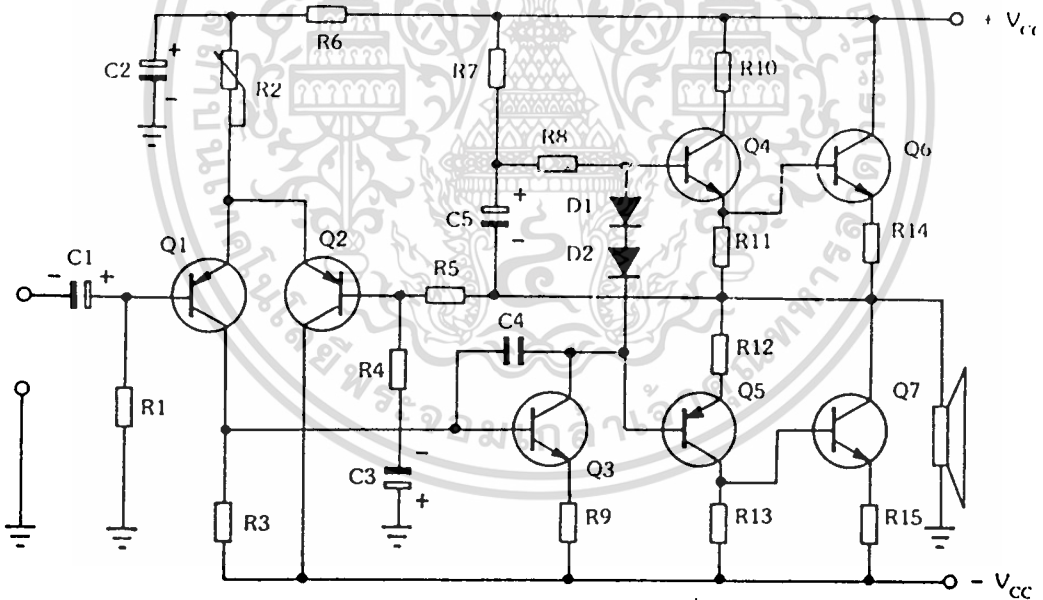 R6
+ V
C2
+
-
R2
R7
R10
R8
Q4
Q6
D1
+
C5
-
D2
R11
R14
Q1
Q2
- C1 +
R5
C4
R12
R4
Q5
Q7
R1
-
C3
+
Q3
R3
R9
R13
R15
- VCC